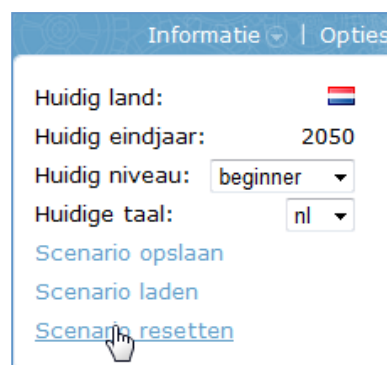 Informatie | Opties
Huidig land:
Huidig eindjaar: 2050
Huidig niveau: beginner
Huidige taal: nl
Scenario opslaan
Scenario laden
Scenario resetten